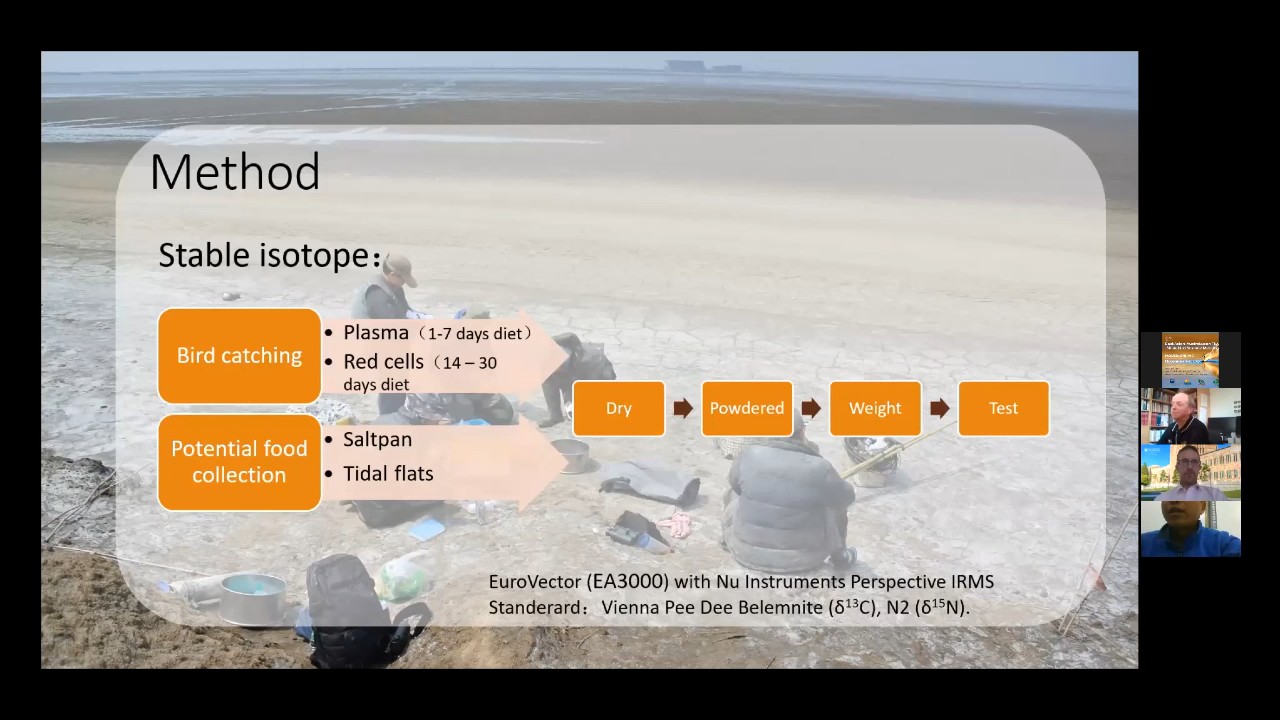 Method
Stable isotope：
Bird catching
• Plasma（1-7 days diet）
• Red cells（14 – 30
days diet
Potential food
collection
• Saltpan
• Tidal flats
Dry
Powdered
Weight
Test
EuroVector (EA3000) with Nu Instruments Perspective IRMS
Standerard： Vienna Pee Dee Belemnite (δ¹³C), N2 (δ¹⁵N).